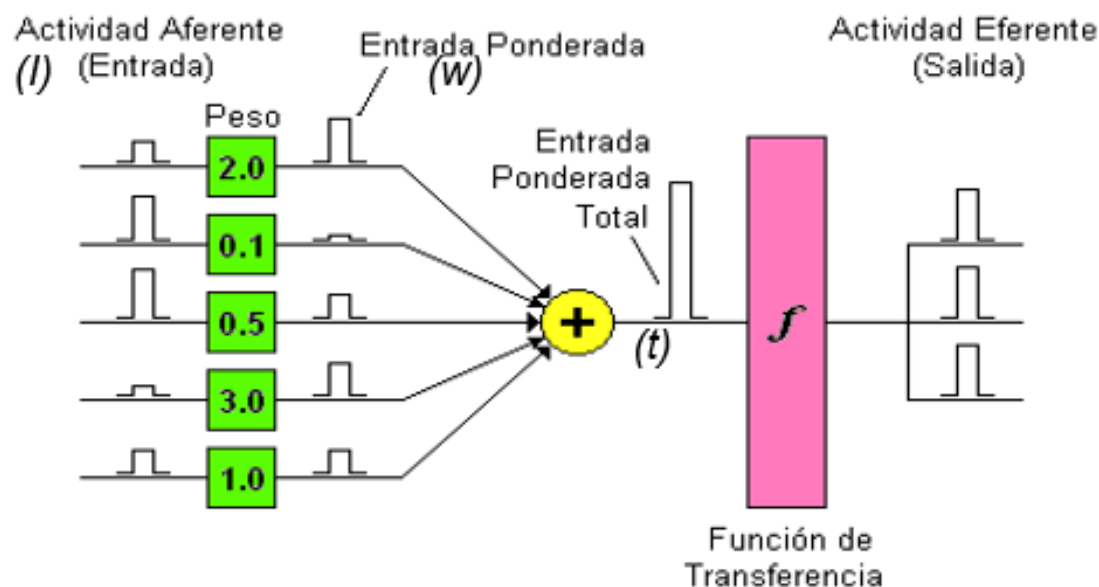 Actividad Aferente
(I) (Entrada)
Entrada Ponderada
(w)
Actividad Eferente
(Salida)
Peso
2.0
0.1
0.5
3.0
1.0
Entrada
Ponderada
Total
+
(t)
f
Función de
Transferencia